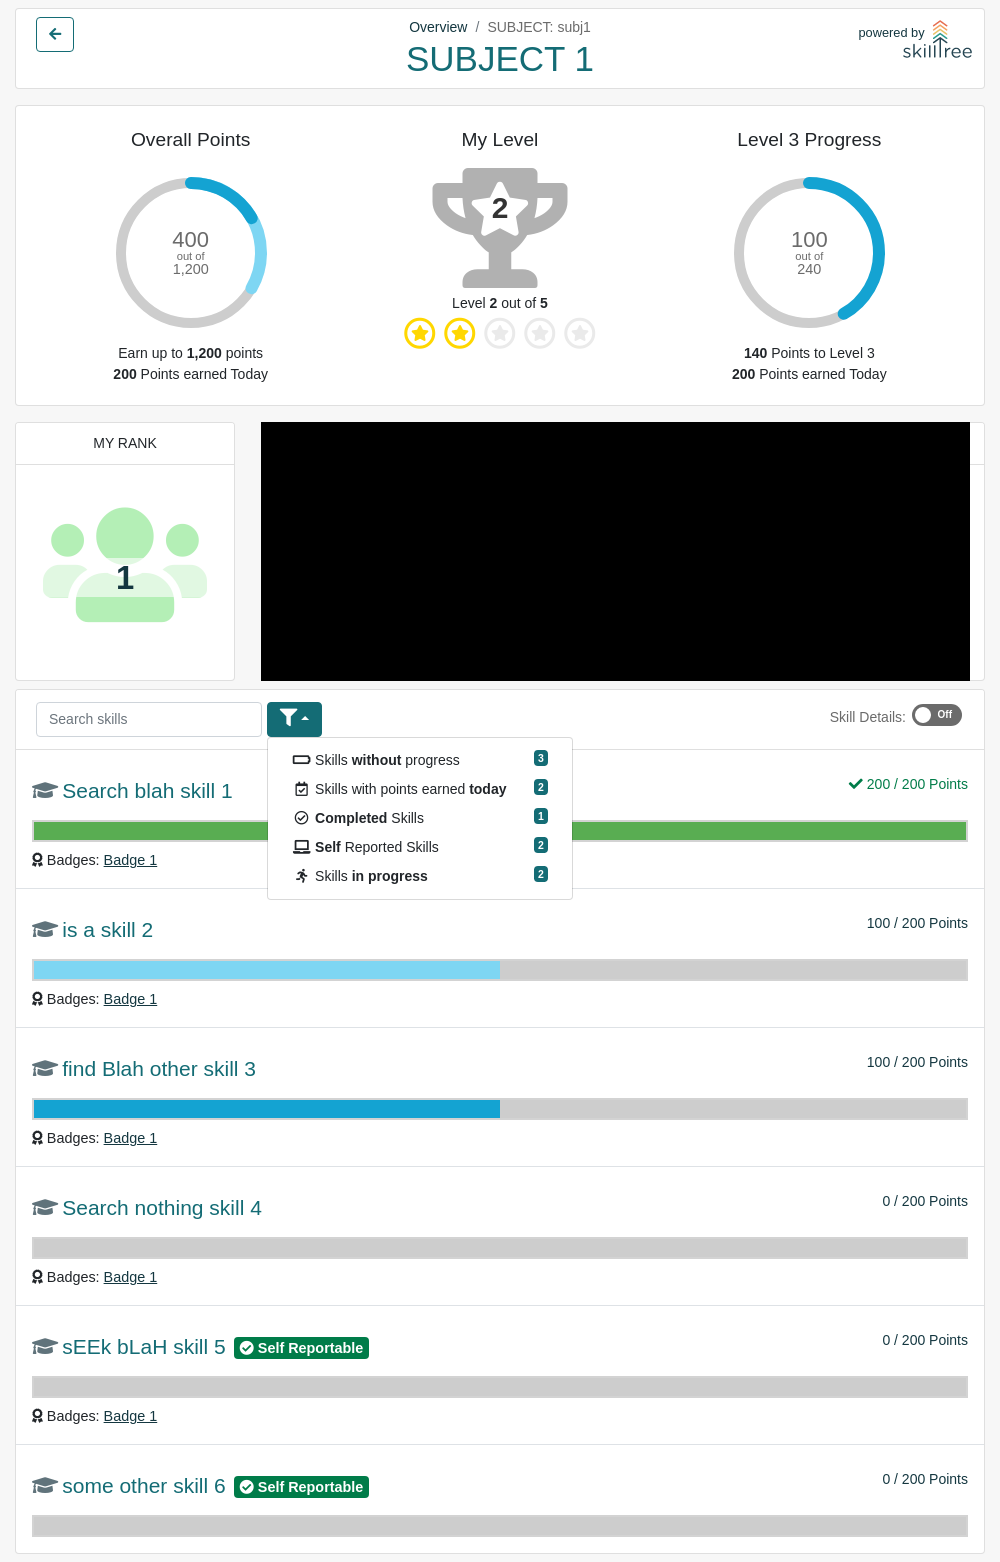 Overview / SUBJECT: subj1
SUBJECT 1
powered by
skilltree
Overall Points
400
out of
1,200
Earn up to 1,200 points
200 Points earned Today
My Level
2
Level 2 out of 5
Level 3 Progress
100
out of
240
140 Points to Level 3
200 Points earned Today
MY RANK
1
Search skills
Skill Details: Off
Skills without progress 3
Skills with points earned today 2
Completed Skills 1
Self Reported Skills 2
Skills in progress 2
Search blah skill 1 200 / 200 Points
Badges: Badge 1
is a skill 2 100 / 200 Points
Badges: Badge 1
find Blah other skill 3 100 / 200 Points
Badges: Badge 1
Search nothing skill 4 0 / 200 Points
Badges: Badge 1
sEEk bLaH skill 5 Self Reportable 0 / 200 Points
Badges: Badge 1
some other skill 6 Self Reportable 0 / 200 Points